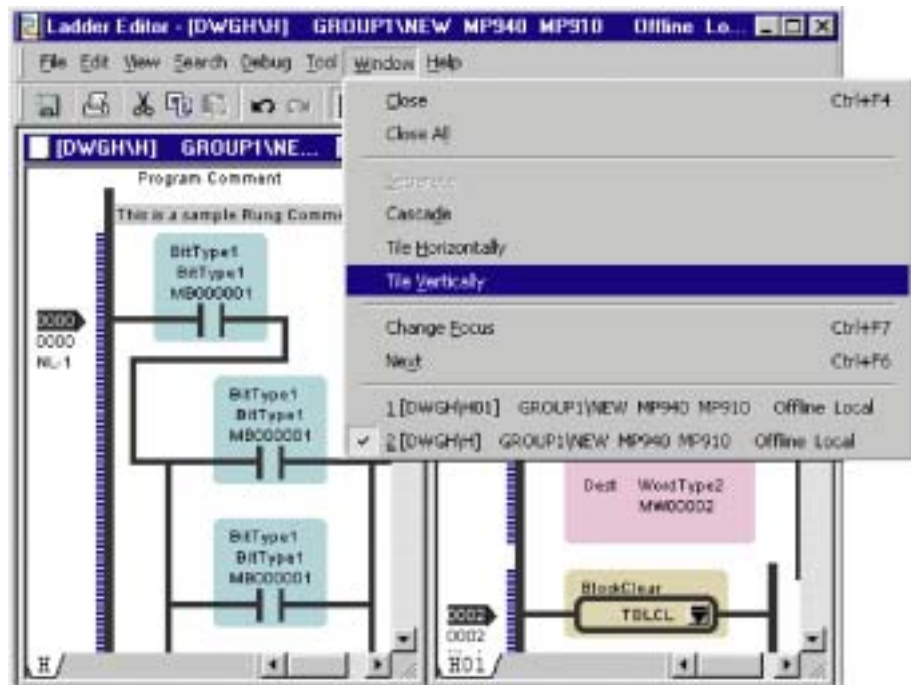 Ladder Editor - [DWGH\H] GROUP1\NEW MP940 MP910 Offline Lo...
File Edit View Search Debug Tool Window Help
Close Ctrl+F4
Close All
Cascade
Tile Horizontally
Tile Vertically
Change Focus Ctrl+F7
Next Ctrl+F6
1 [DWGH\H01] GROUP1\NEW MP940 MP910 Offline Local
2 [DWGH\H] GROUP1\NEW MP940 MP910 Offline Local
[DWGH\H] GROUP1\NE...
Program Comment
This is a sample Rung Comme
BitType1
BitType1
MB000001
0000
0000
NL-1
BitType1
BitType1
MB000001
BitType1
BitType1
MB000001
H
Dest WordType2
MW00002
BlockClear
TBLCL
0002
0002
H01